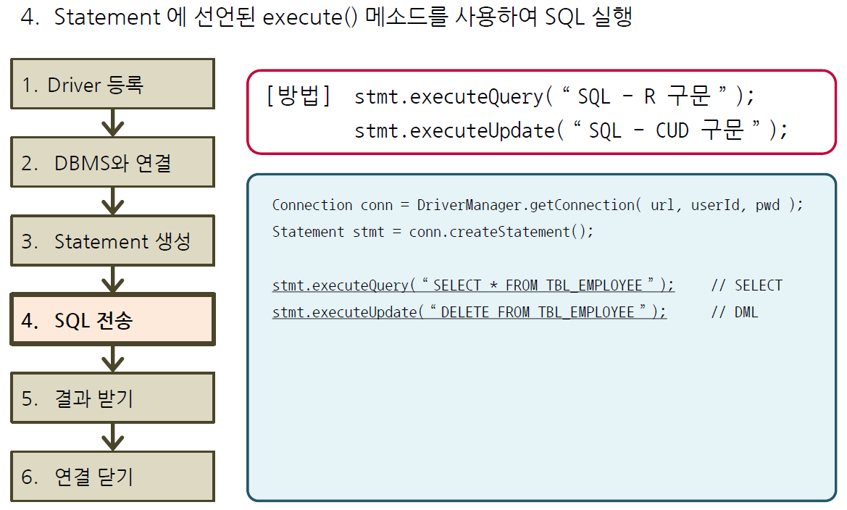 4. Statement 에 선언된 execute() 메소드를 사용하여 SQL 실행
1. Driver 등록
2. DBMS와 연결
3. Statement 생성
4. SQL 전송
5. 결과 받기
6. 연결 닫기
[방법] stmt.executeQuery(“SQL – R 구문”);
stmt.executeUpdate(“SQL – CUD 구문”);
Connection conn = DriverManager.getConnection( url, userId, pwd );
Statement stmt = conn.createStatement();
stmt.executeQuery(“SELECT * FROM TBL_EMPLOYEE”); // SELECT
stmt.executeUpdate(“DELETE FROM TBL_EMPLOYEE”); // DML